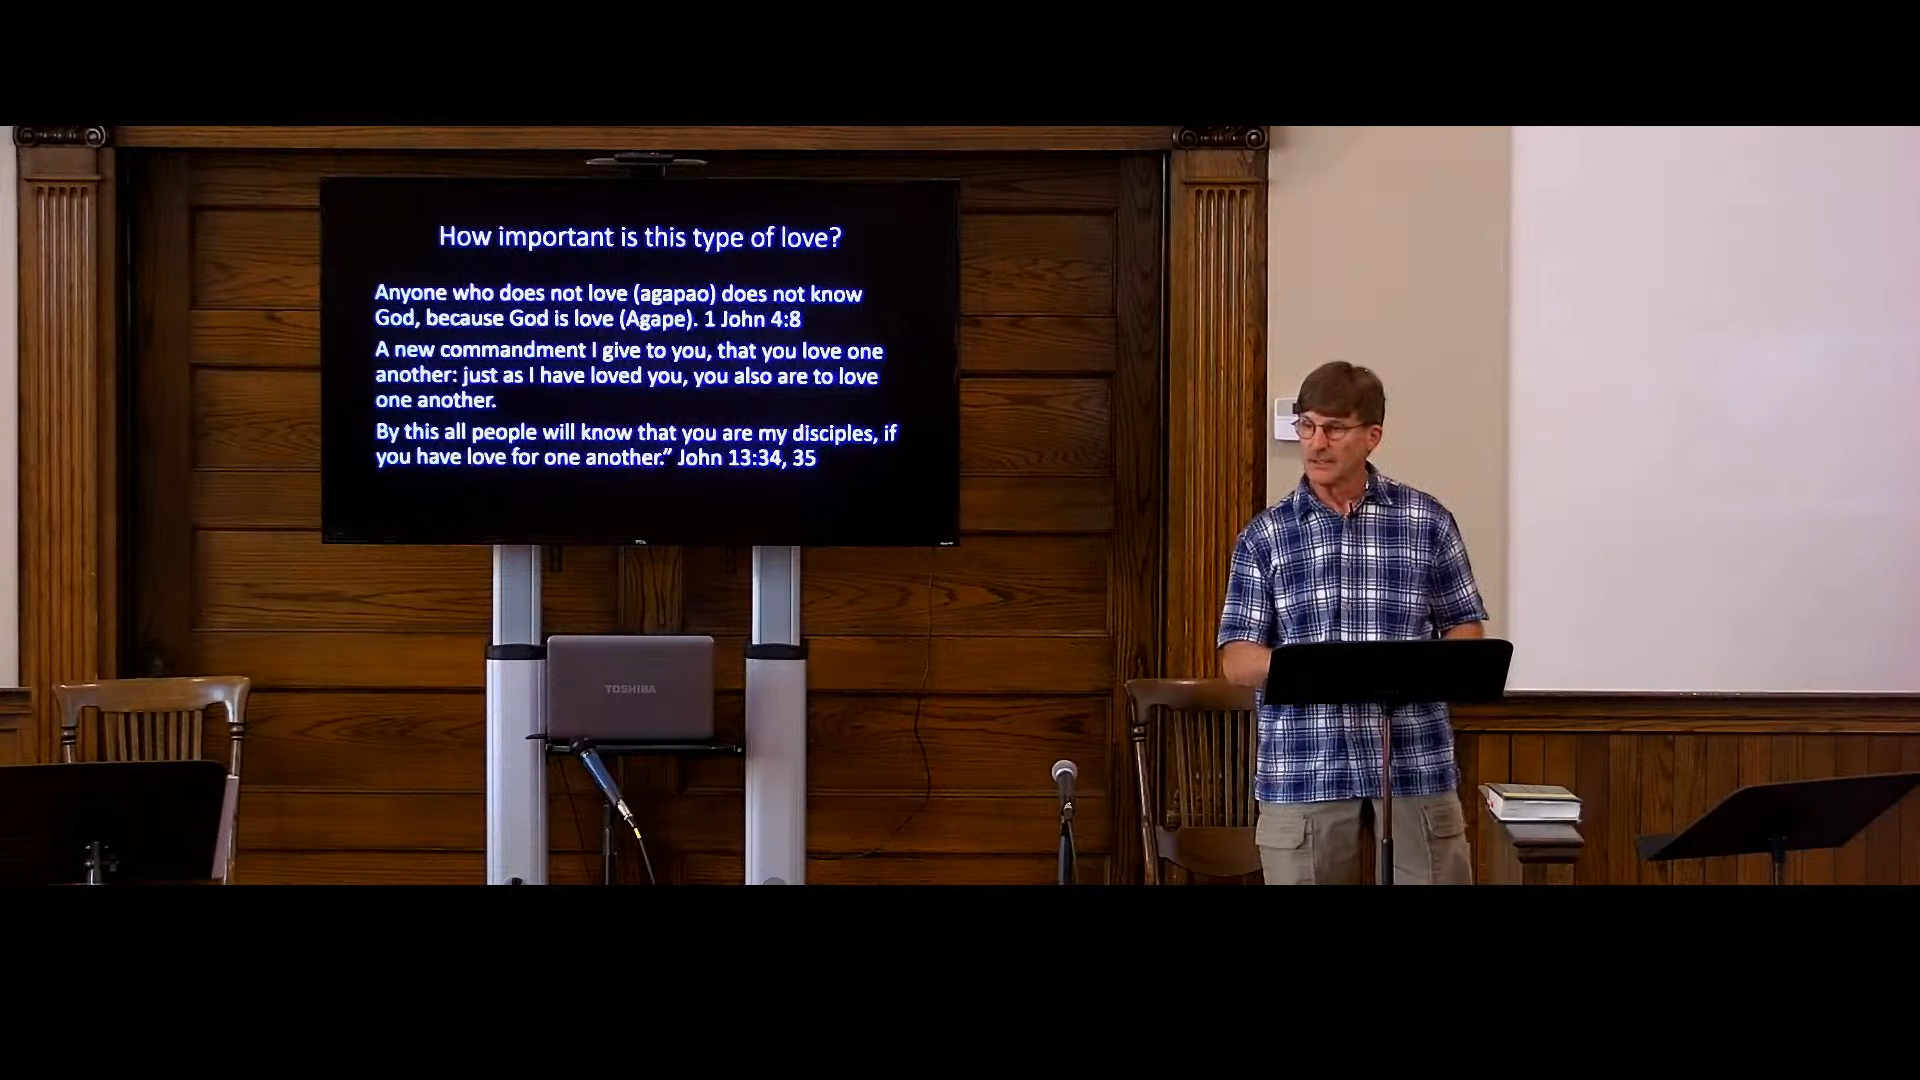 How important is this type of love?
Anyone who does not love (agapao) does not know
God, because God is love (Agape). 1 John 4:8
A new commandment I give to you, that you love one
another: just as I have loved you, you also are to love
one another.
By this all people will know that you are my disciples, if
you have love for one another.” John 13:34, 35
TCL
TOSHIBA